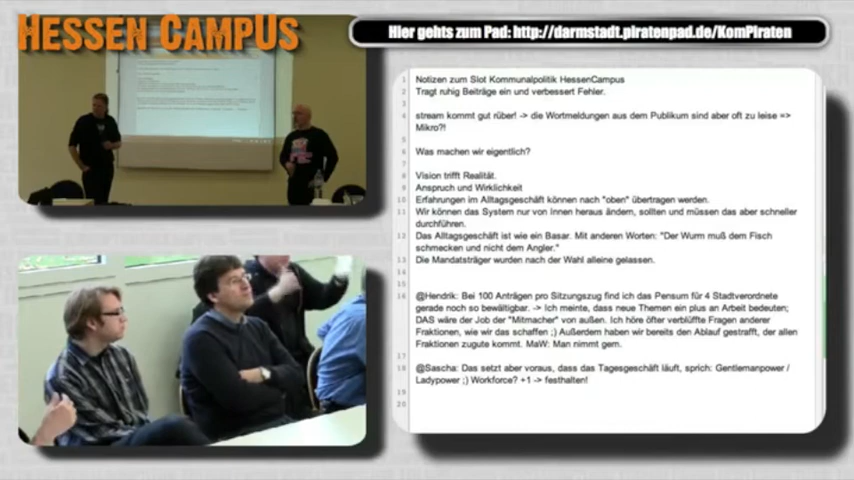 HESSEN CAMPUS
Hier gehts zum Pad: http://darmstadt.piratenpad.de/KomPiraten
1 Notizen zum Slot Kommunalpolitik HessenCampus
2 Tragt ruhig Beiträge ein und verbessert Fehler.
3
4 stream kommt gut rüber! -> die Wortmeldungen aus dem Publikum sind aber oft zu leise =>
Mikro?!
5
6 Was machen wir eigentlich?
7
8 Vision trifft Realität.
9 Anspruch und Wirklichkeit
10 Erfahrungen im Alltagsgeschäft können nach "oben" übertragen werden.
11 Wir können das System nur von Innen heraus ändern, sollten und müssen das aber schneller
durchführen.
12 Das Alltagsgeschäft ist wie ein Basar. Mit anderen Worten: "Der Wurm muß dem Fisch
schmecken und nicht dem Angler."
13 Die Mandatsträger wurden nach der Wahl alleine gelassen.
14
15
16 @Hendrik: Bei 100 Anträgen pro Sitzungszug find ich das Pensum für 4 Stadtverordnete
gerade noch so bewältigbar. -> Ich meinte, dass neue Themen ein plus an Arbeit bedeuten;
DAS wäre der Job der "Mitmacher" von außen. Ich höre öfter verblüffte Fragen anderer
Fraktionen, wie wir das schaffen ;) Außerdem haben wir bereits den Ablauf gestrafft, der allen
Fraktionen zugute kommt. MaW: Man nimmt gern.
17
18 @Sascha: Das setzt aber voraus, dass das Tagesgeschäft läuft, sprich: Gentlemanpower /
Ladypower ;) Workforce? +1 -> festhalten!
19
20